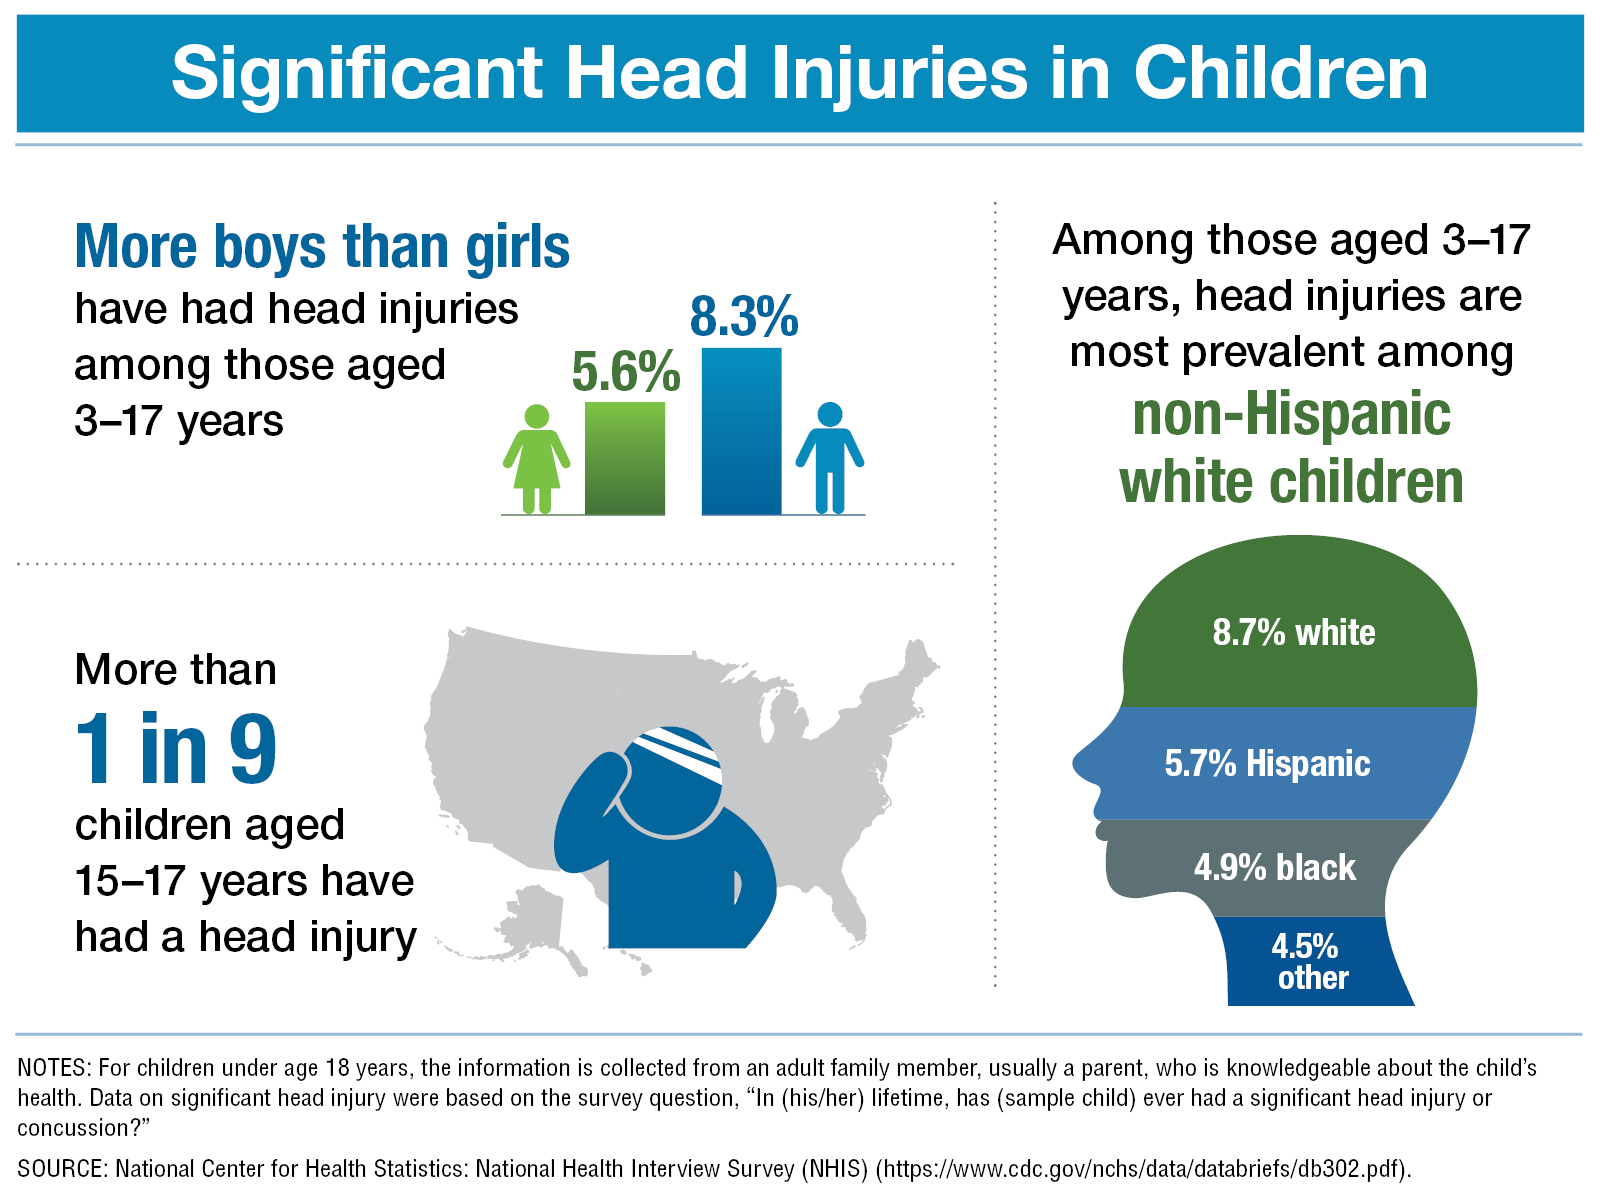 Significant Head Injuries in Children
More boys than girls
have had head injuries
among those aged
3–17 years
5.6%
8.3%
More than
1 in 9
children aged
15–17 years have
had a head injury
Among those aged 3–17
years, head injuries are
most prevalent among
non-Hispanic
white children
8.7% white
5.7% Hispanic
4.9% black
4.5%
other
NOTES: For children under age 18 years, the information is collected from an adult family member, usually a parent, who is knowledgeable about the child’s
health. Data on significant head injury were based on the survey question, “In (his/her) lifetime, has (sample child) ever had a significant head injury or
concussion?”
SOURCE: National Center for Health Statistics: National Health Interview Survey (NHIS) (https://www.cdc.gov/nchs/data/databriefs/db302.pdf).